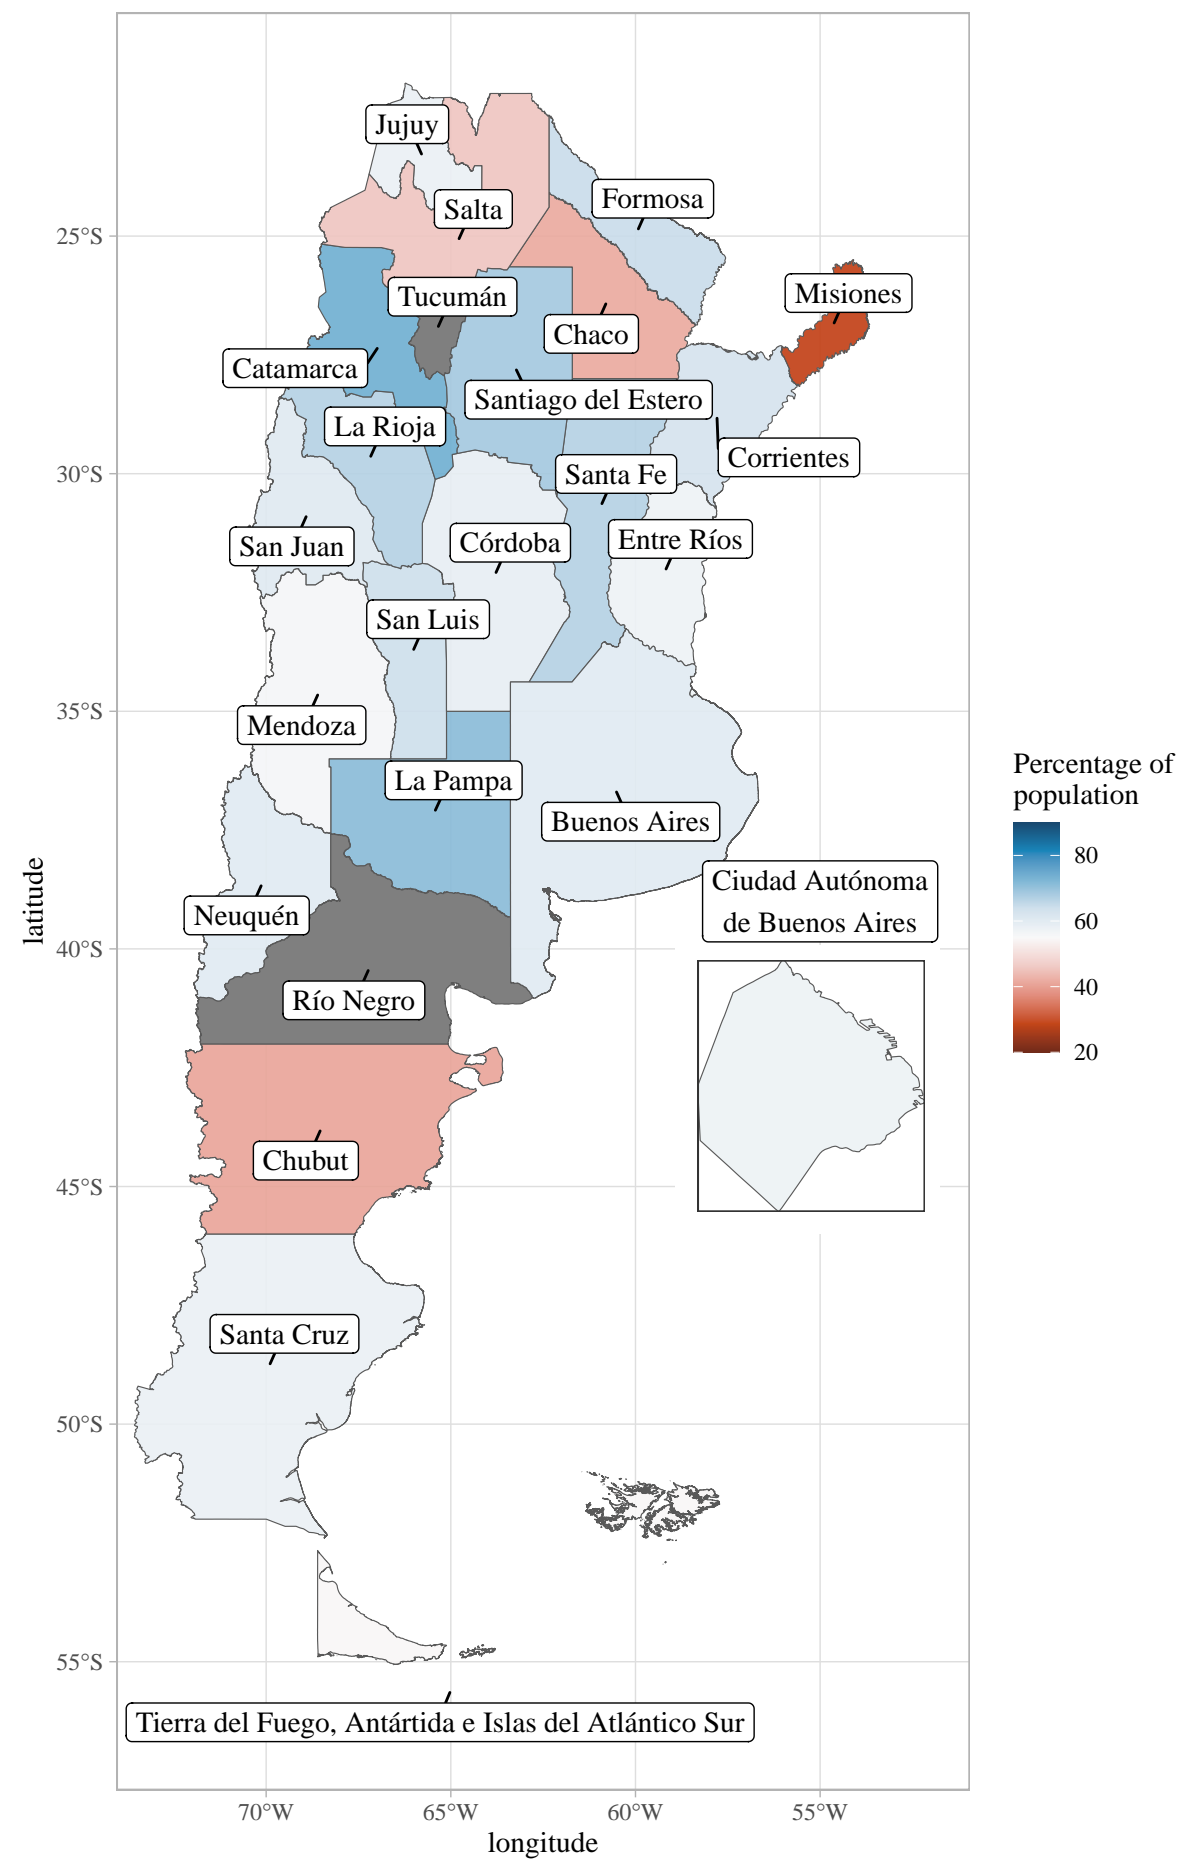 Jujuy
Salta
Formosa
25°S
Misiones
Tucumán
Chaco
Catamarca
Santiago del Estero
La Rioja
Corrientes
30°S
Santa Fe
San Juan
Córdoba
Entre Ríos
San Luis
35°S
Mendoza
La Pampa
Buenos Aires
Percentage of
population
80
60
40
20
Ciudad Autónoma
de Buenos Aires
latitude
Neuquén
40°S
Río Negro
Chubut
45°S
Santa Cruz
50°S
55°S
Tierra del Fuego, Antártida e Islas del Atlántico Sur
70°W
65°W
60°W
55°W
longitude